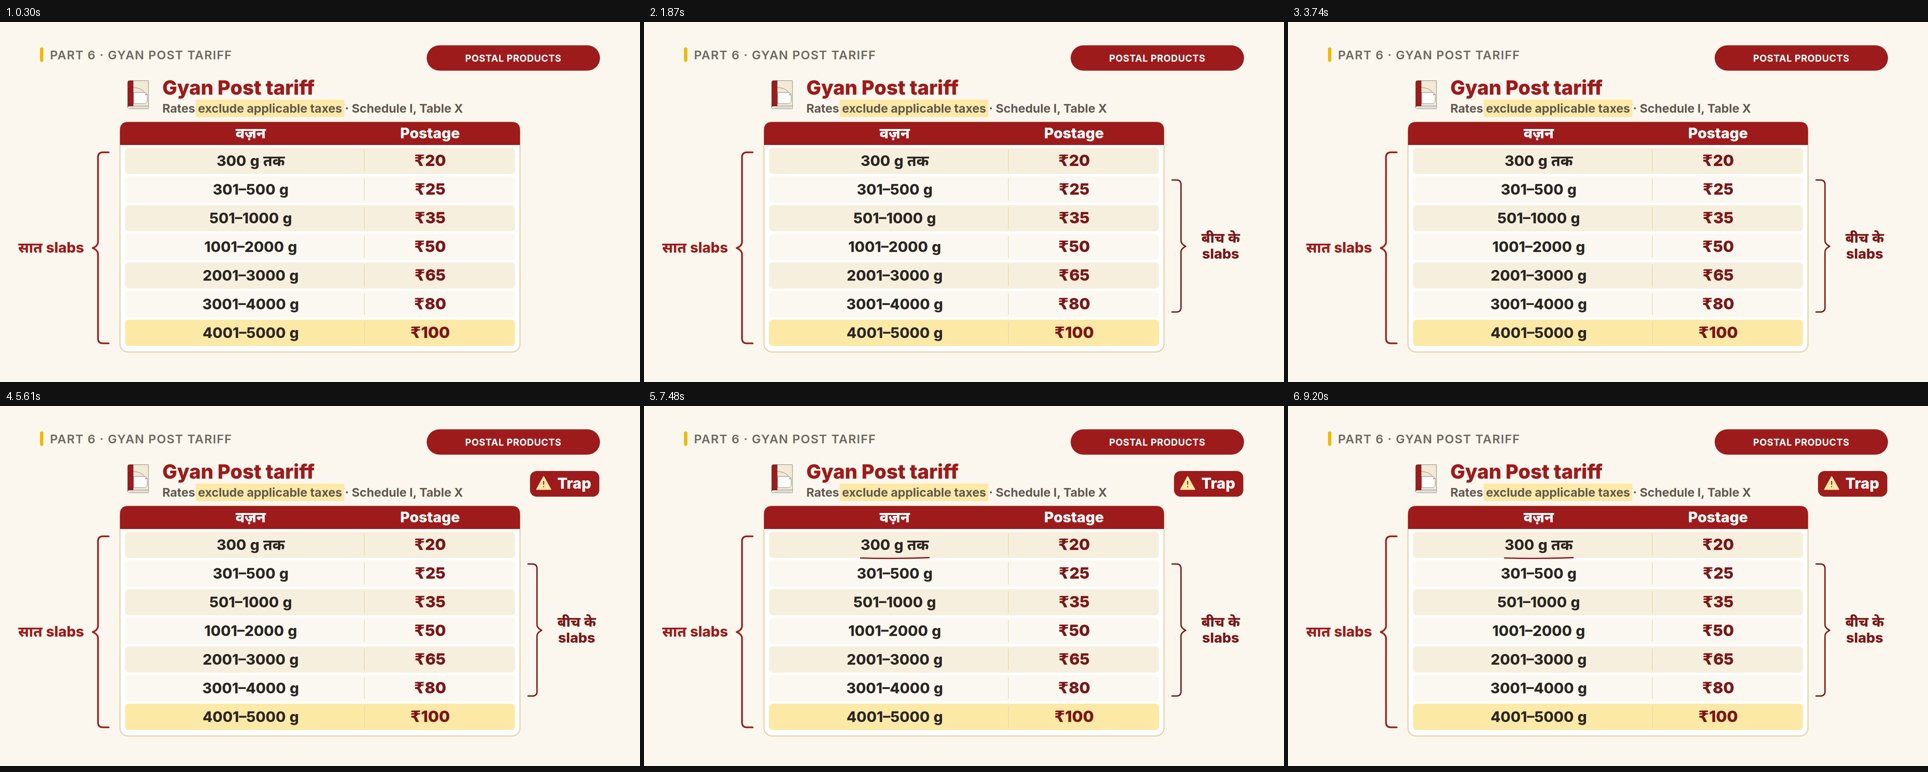 1. 0.30s
PART 6 · GYAN POST TARIFF
POSTAL PRODUCTS
Gyan Post tariff
Rates exclude applicable taxes · Schedule I, Table X
वज़न Postage
300 g तक ₹20
301–500 g ₹25
501–1000 g ₹35
सात slabs 1001–2000 g ₹50
2001–3000 g ₹65
3001–4000 g ₹80
4001–5000 g ₹100
2. 1.87s
PART 6 · GYAN POST TARIFF
POSTAL PRODUCTS
Gyan Post tariff
Rates exclude applicable taxes · Schedule I, Table X
वज़न Postage
300 g तक ₹20
301–500 g ₹25
501–1000 g ₹35
सात slabs 1001–2000 g ₹50 बीच के
slabs
2001–3000 g ₹65
3001–4000 g ₹80
4001–5000 g ₹100
3. 3.74s
PART 6 · GYAN POST TARIFF
POSTAL PRODUCTS
Gyan Post tariff
Rates exclude applicable taxes · Schedule I, Table X
वज़न Postage
300 g तक ₹20
301–500 g ₹25
501–1000 g ₹35
सात slabs 1001–2000 g ₹50 बीच के
slabs
2001–3000 g ₹65
3001–4000 g ₹80
4001–5000 g ₹100
4. 5.61s
PART 6 · GYAN POST TARIFF
POSTAL PRODUCTS
Gyan Post tariff
Trap
Rates exclude applicable taxes · Schedule I, Table X
वज़न Postage
300 g तक ₹20
301–500 g ₹25
501–1000 g ₹35
सात slabs 1001–2000 g ₹50 बीच के
slabs
2001–3000 g ₹65
3001–4000 g ₹80
4001–5000 g ₹100
5. 7.48s
PART 6 · GYAN POST TARIFF
POSTAL PRODUCTS
Gyan Post tariff
Trap
Rates exclude applicable taxes · Schedule I, Table X
वज़न Postage
300 g तक ₹20
301–500 g ₹25
501–1000 g ₹35
सात slabs 1001–2000 g ₹50 बीच के
slabs
2001–3000 g ₹65
3001–4000 g ₹80
4001–5000 g ₹100
6. 9.20s
PART 6 · GYAN POST TARIFF
POSTAL PRODUCTS
Gyan Post tariff
Trap
Rates exclude applicable taxes · Schedule I, Table X
वज़न Postage
300 g तक ₹20
301–500 g ₹25
501–1000 g ₹35
सात slabs 1001–2000 g ₹50 बीच के
slabs
2001–3000 g ₹65
3001–4000 g ₹80
4001–5000 g ₹100